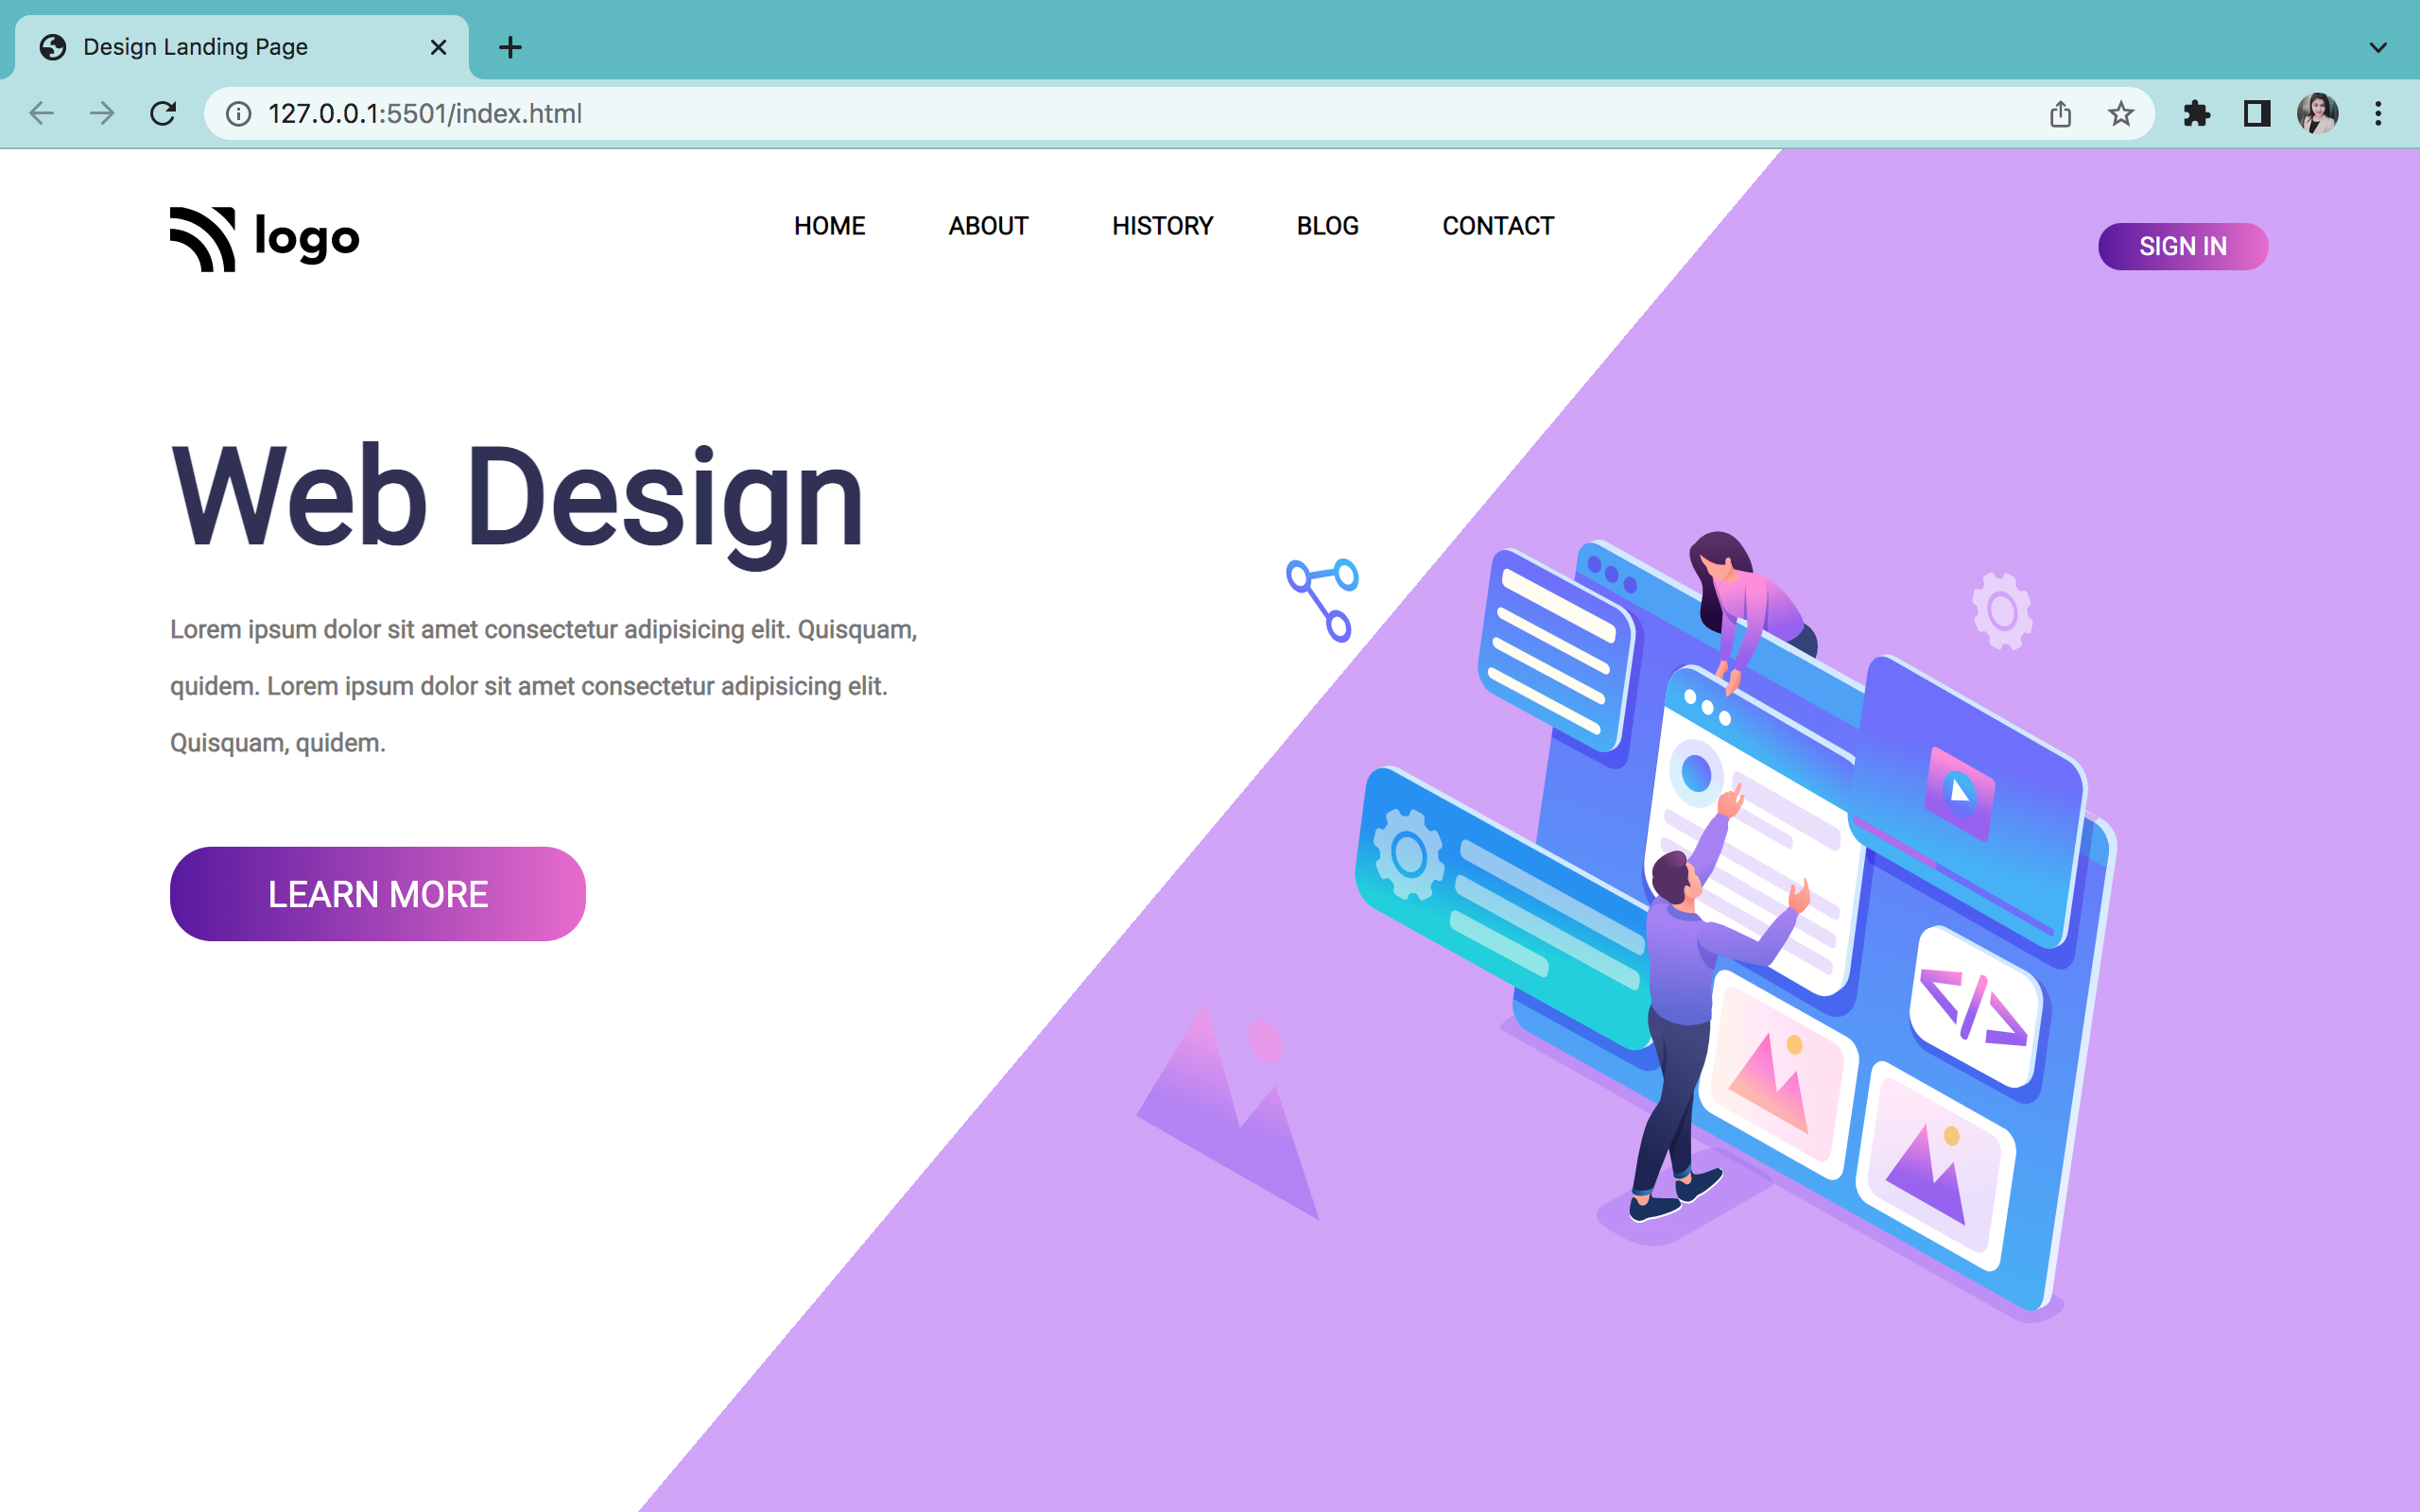 Design Landing Page
127.0.0.1:5501/index.html
logo
HOME ABOUT HISTORY BLOG CONTACT
SIGN IN
Web Design
Lorem ipsum dolor sit amet consectetur adipisicing elit. Quisquam,
quidem. Lorem ipsum dolor sit amet consectetur adipisicing elit.
Quisquam, quidem.
LEARN MORE
</>